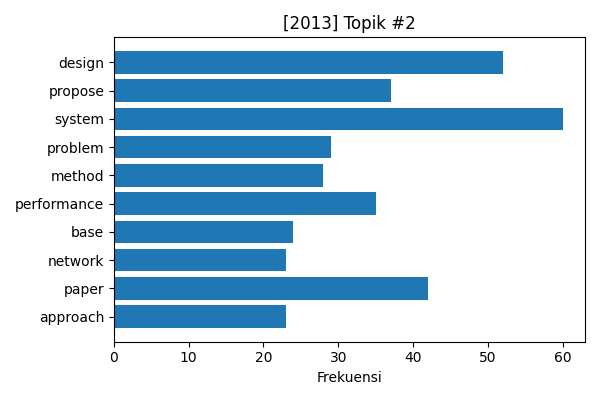 [2013] Topik #2
design
propose
system
problem
method
performance
base
network
paper
approach
0 10 20 30 40 50 60
Frekuensi